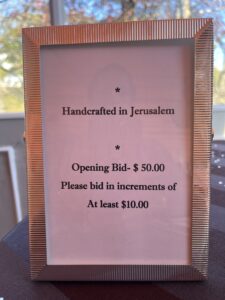 *
Handcrafted in Jerusalem
*
Opening Bid- $ 50.00
Please bid in increments of
At least $10.00